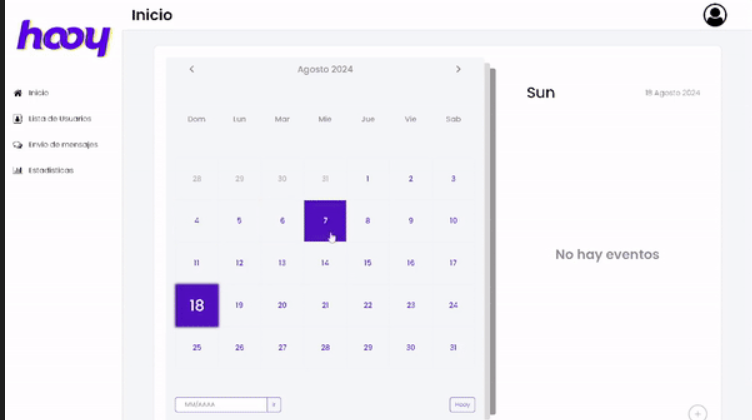 hooy
Inicio
Inicio
Lista de Usuarios
Envio de mensajes
Estadísticas
Agosto 2024
Dom Lun Mar Mie Jue Vie Sab
28 29 30 31 1 2 3
4 5 6 7 8 9 10
11 12 13 14 15 16 17
18 19 20 21 22 23 24
25 26 27 28 29 30 31
MM/AAAA
Hooy
Sun
Agosto 2024
No hay eventos